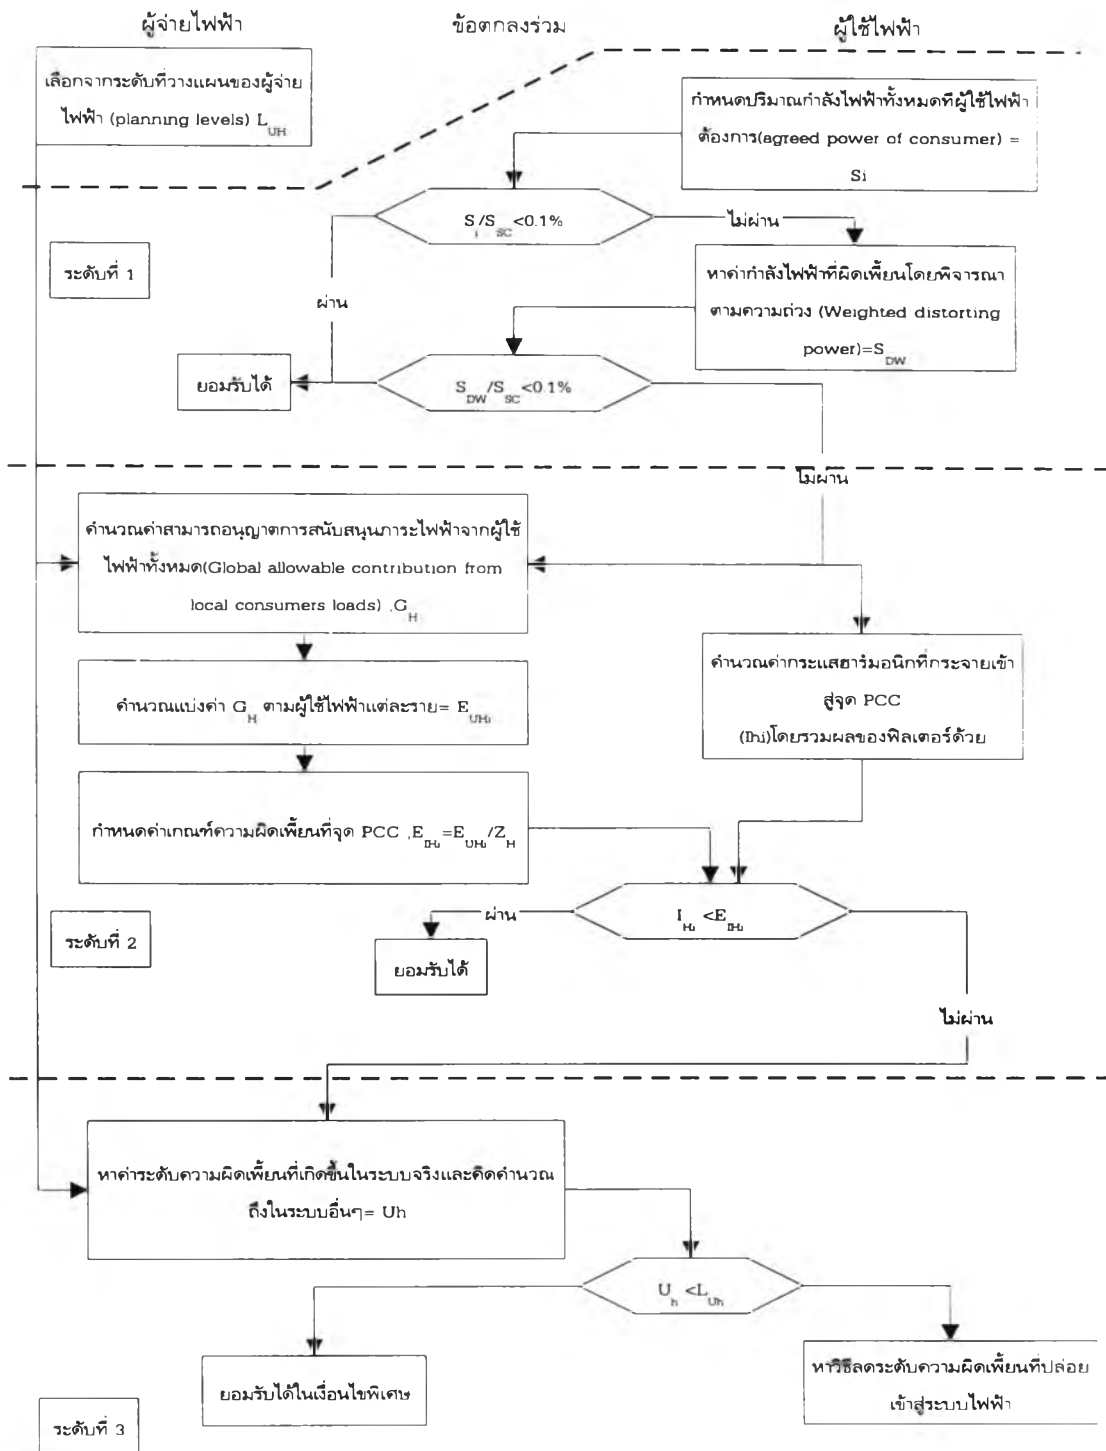 ผู้จ่ายไฟฟ้า
ข้อตกลงร่วม
ผู้ใช้ไฟฟ้า
เลือกจากระดับที่วางแผนของผู้จ่าย
ไฟฟ้า (planning levels) L_UH
กำหนดปริมาณกำลังไฟฟ้าทั้งหมดที่ผู้ใช้ไฟฟ้า
ต้องการ(agreed power of consumer) =
Si
S_i/S_SC<0.1%
ไม่ผ่าน
ระดับที่ 1
ผ่าน
หาค่ากำลังไฟฟ้าที่ผิดเพี้ยนโดยพิจารณา
ตามความถ่วง (Weighted distorting
power)=S_DW
ยอมรับได้
S_DW/S_SC<0.1%
ไม่ผ่าน
คำนวณค่าสามารถอนุญาตการสนับสนุนภาระไฟฟ้าจากผู้ใช้
ไฟฟ้าทั้งหมด(Global allowable contribution from
local consumers loads) ,G_H
คำนวณค่ากระแสฮาร์มอนิกที่กระจายเข้า
สู่จุด PCC
(Ihi)โดยรวมผลของฟิลเตอร์ด้วย
คำนวณแบ่งค่า G_H ตามผู้ใช้ไฟฟ้าแต่ละราย= E_UHi
กำหนดค่าเกณฑ์ความผิดเพี้ยนที่จุด PCC ,E_IHi=E_UHi/Z_H
ผ่าน
I_Hi <E_IHi
ระดับที่ 2
ยอมรับได้
ไม่ผ่าน
หาค่าระดับความผิดเพี้ยนที่เกิดขึ้นในระบบจริงและคิดคำนวณ
ถึงในระบบอื่นๆ= Uh
U_h <L_Uh
ยอมรับได้ในเงื่อนไขพิเศษ
หาวิธีลดระดับความผิดเพี้ยนที่ปล่อย
เข้าสู่ระบบไฟฟ้า
ระดับที่ 3